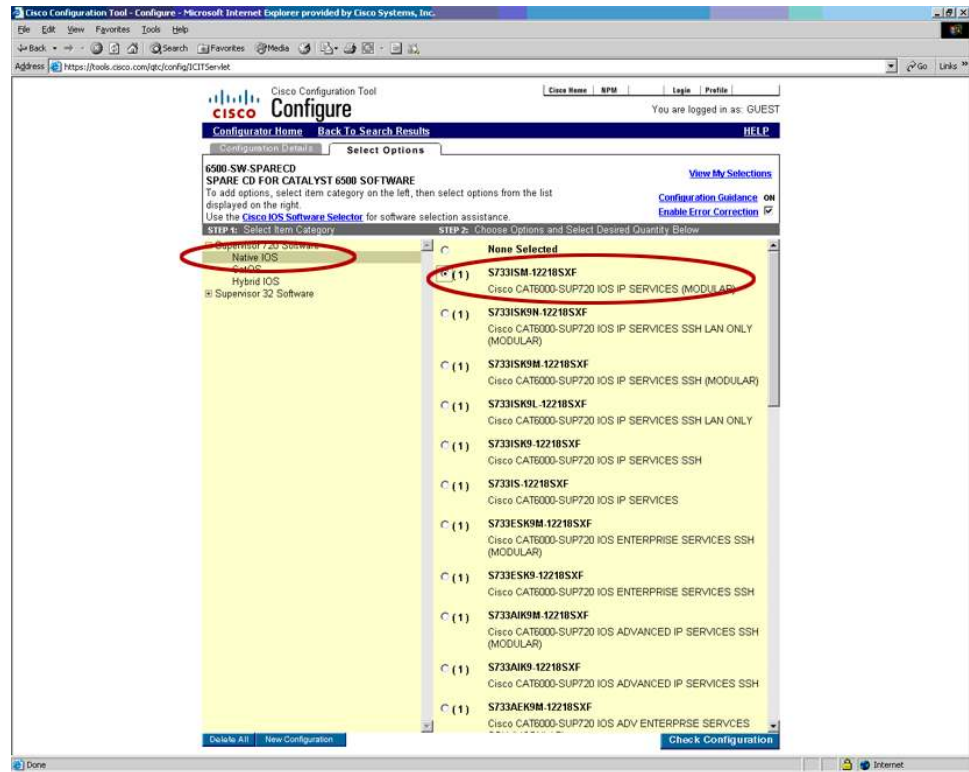 Cisco Configuration Tool - Configure - Microsoft Internet Explorer provided by Cisco Systems, Inc.
File Edit View Favorites Tools Help
Back Search Favorites Media
Address https://tools.cisco.com/qtc/config/ICITServlet Go Links »
CISCO
Cisco Configuration Tool
Configure
Cisco Home NPM Login Profile
You are logged in as: GUEST
Configurator Home Back To Search Results HELP
Configuration Details Select Options
6500-SW-SPARECD
SPARE CD FOR CATALYST 6500 SOFTWARE
To add options, select item category on the left, then select options from the list
displayed on the right.
Use the Cisco IOS Software Selector for software selection assistance.
View My Selections
Configuration Guidance ON
Enable Error Correction
STEP 1: Select Item Category
Supervisor 720 Software
Native IOS
CatOS
Hybrid IOS
Supervisor 32 Software
STEP 2: Choose Options and Select Desired Quantity Below
None Selected
(1) S733ISM-12218SXF
Cisco CAT6000-SUP720 IOS IP SERVICES (MODULAR)
(1) S733ISK9N-12218SXF
Cisco CAT6000-SUP720 IOS IP SERVICES SSH LAN ONLY
(MODULAR)
(1) S733ISK9M-12218SXF
Cisco CAT6000-SUP720 IOS IP SERVICES SSH (MODULAR)
(1) S733ISK9L-12218SXF
Cisco CAT6000-SUP720 IOS IP SERVICES SSH LAN ONLY
(1) S733ISK9-12218SXF
Cisco CAT6000-SUP720 IOS IP SERVICES SSH
(1) S733IS-12218SXF
Cisco CAT6000-SUP720 IOS IP SERVICES
(1) S733ESK9M-12218SXF
Cisco CAT6000-SUP720 IOS ENTERPRISE SERVICES SSH
(MODULAR)
(1) S733ESK9-12218SXF
Cisco CAT6000-SUP720 IOS ENTERPRISE SERVICES SSH
(1) S733AIK9M-12218SXF
Cisco CAT6000-SUP720 IOS ADVANCED IP SERVICES SSH
(MODULAR)
(1) S733AIK9-12218SXF
Cisco CAT6000-SUP720 IOS ADVANCED IP SERVICES SSH
(1) S733AEK9M-12218SXF
Cisco CAT6000-SUP720 IOS ADV ENTERPRSE SERVCES
Delete All New Configuration Check Configuration
Done Internet